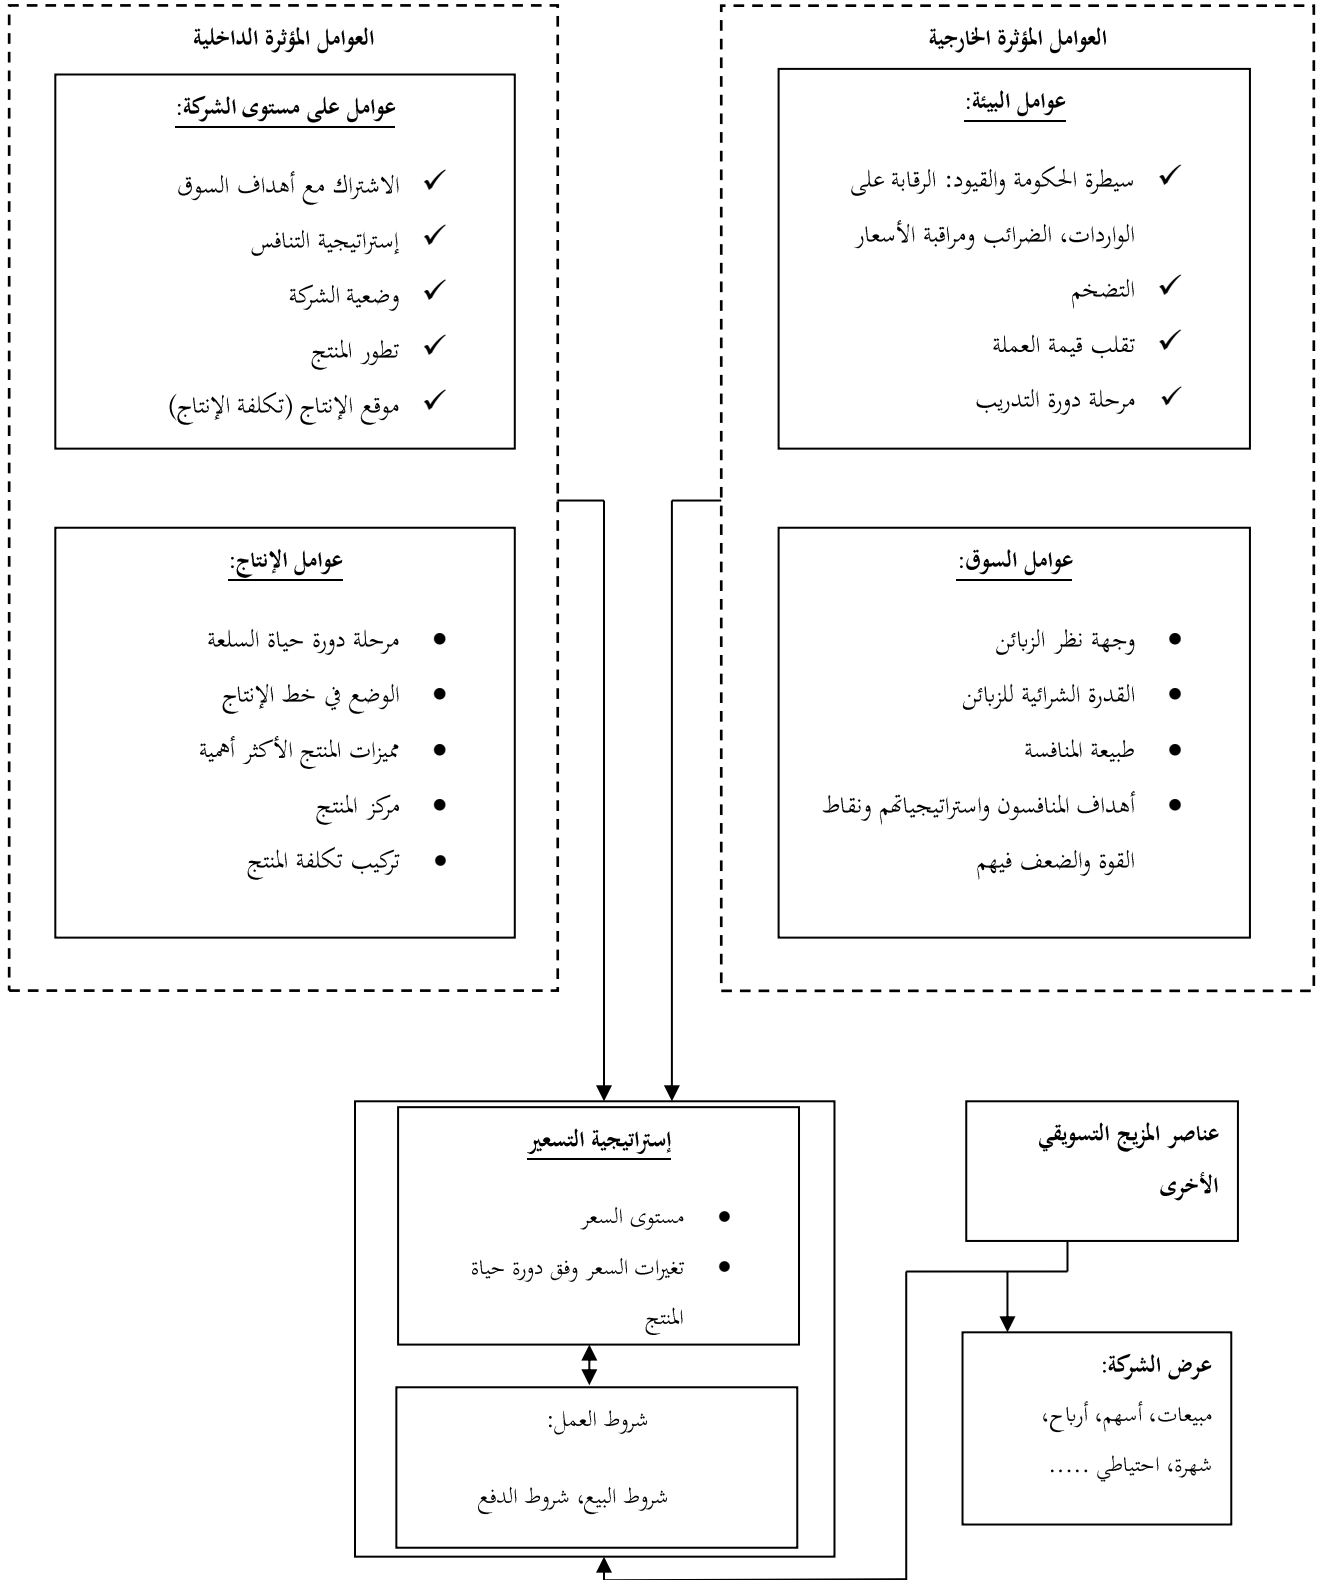 العوامل المؤثرة الخارجية
عوامل البيئة:
✓ سيطرة الحكومة والقيود: الرقابة على
الواردات، الضرائب ومراقبة الأسعار
✓ التضخم
✓ تقلب قيمة العملة
✓ مرحلة دورة التدريب
عوامل السوق:
● وجهة نظر الزبائن
● القدرة الشرائية للزبائن
● طبيعة المنافسة
● أهداف المنافسون واستراتيجياتهم ونقاط
القوة والضعف فيهم
العوامل المؤثرة الداخلية
عوامل على مستوى الشركة:
✓ الاشتراك مع أهداف السوق
✓ إستراتيجية التنافس
✓ وضعية الشركة
✓ تطور المنتج
✓ موقع الإنتاج (تكلفة الإنتاج)
عوامل الإنتاج:
● مرحلة دورة حياة السلعة
● الوضع في خط الإنتاج
● مميزات المنتج الأكثر أهمية
● مركز المنتج
● تركيب تكلفة المنتج
عناصر المزيج التسويقي
الأخرى
عرض الشركة:
مبيعات، أسهم، أرباح،
شهرة، احتياطي .....
إستراتيجية التسعير
● مستوى السعر
● تغيرات السعر وفق دورة حياة
المنتج
شروط العمل:
شروط البيع، شروط الدفع